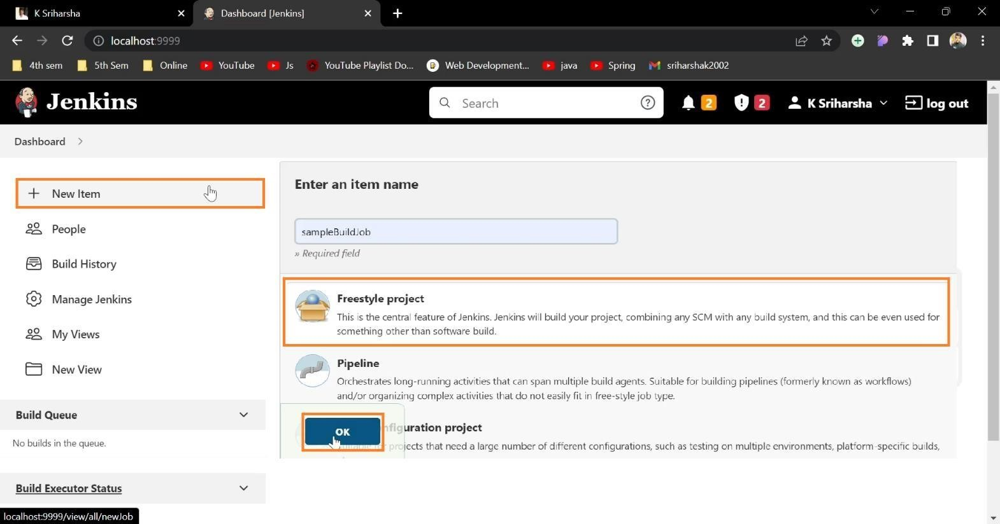 K Sriharsha
Dashboard [Jenkins]
localhost:9999
4th sem
5th Sem
Online
YouTube
Js
YouTube Playlist Do...
Web Development...
java
Spring
sriharshak2002
Jenkins
Search
2
2
K Sriharsha
log out
Dashboard
New Item
People
Build History
Manage Jenkins
My Views
New View
Build Queue
No builds in the queue.
Build Executor Status
localhost:9999/view/all/newJob
Enter an item name
sampleBuildJob
» Required field
Freestyle project
This is the central feature of Jenkins. Jenkins will build your project, combining any SCM with any build system, and this can be even used for
something other than software build.
Pipeline
Orchestrates long-running activities that can span multiple build agents. Suitable for building pipelines (formerly known as workflows)
and/or organizing complex activities that do not easily fit in free-style job type.
nfiguration project
projects that need a large number of different configurations, such as testing on multiple environments, platform-specific builds,
OK